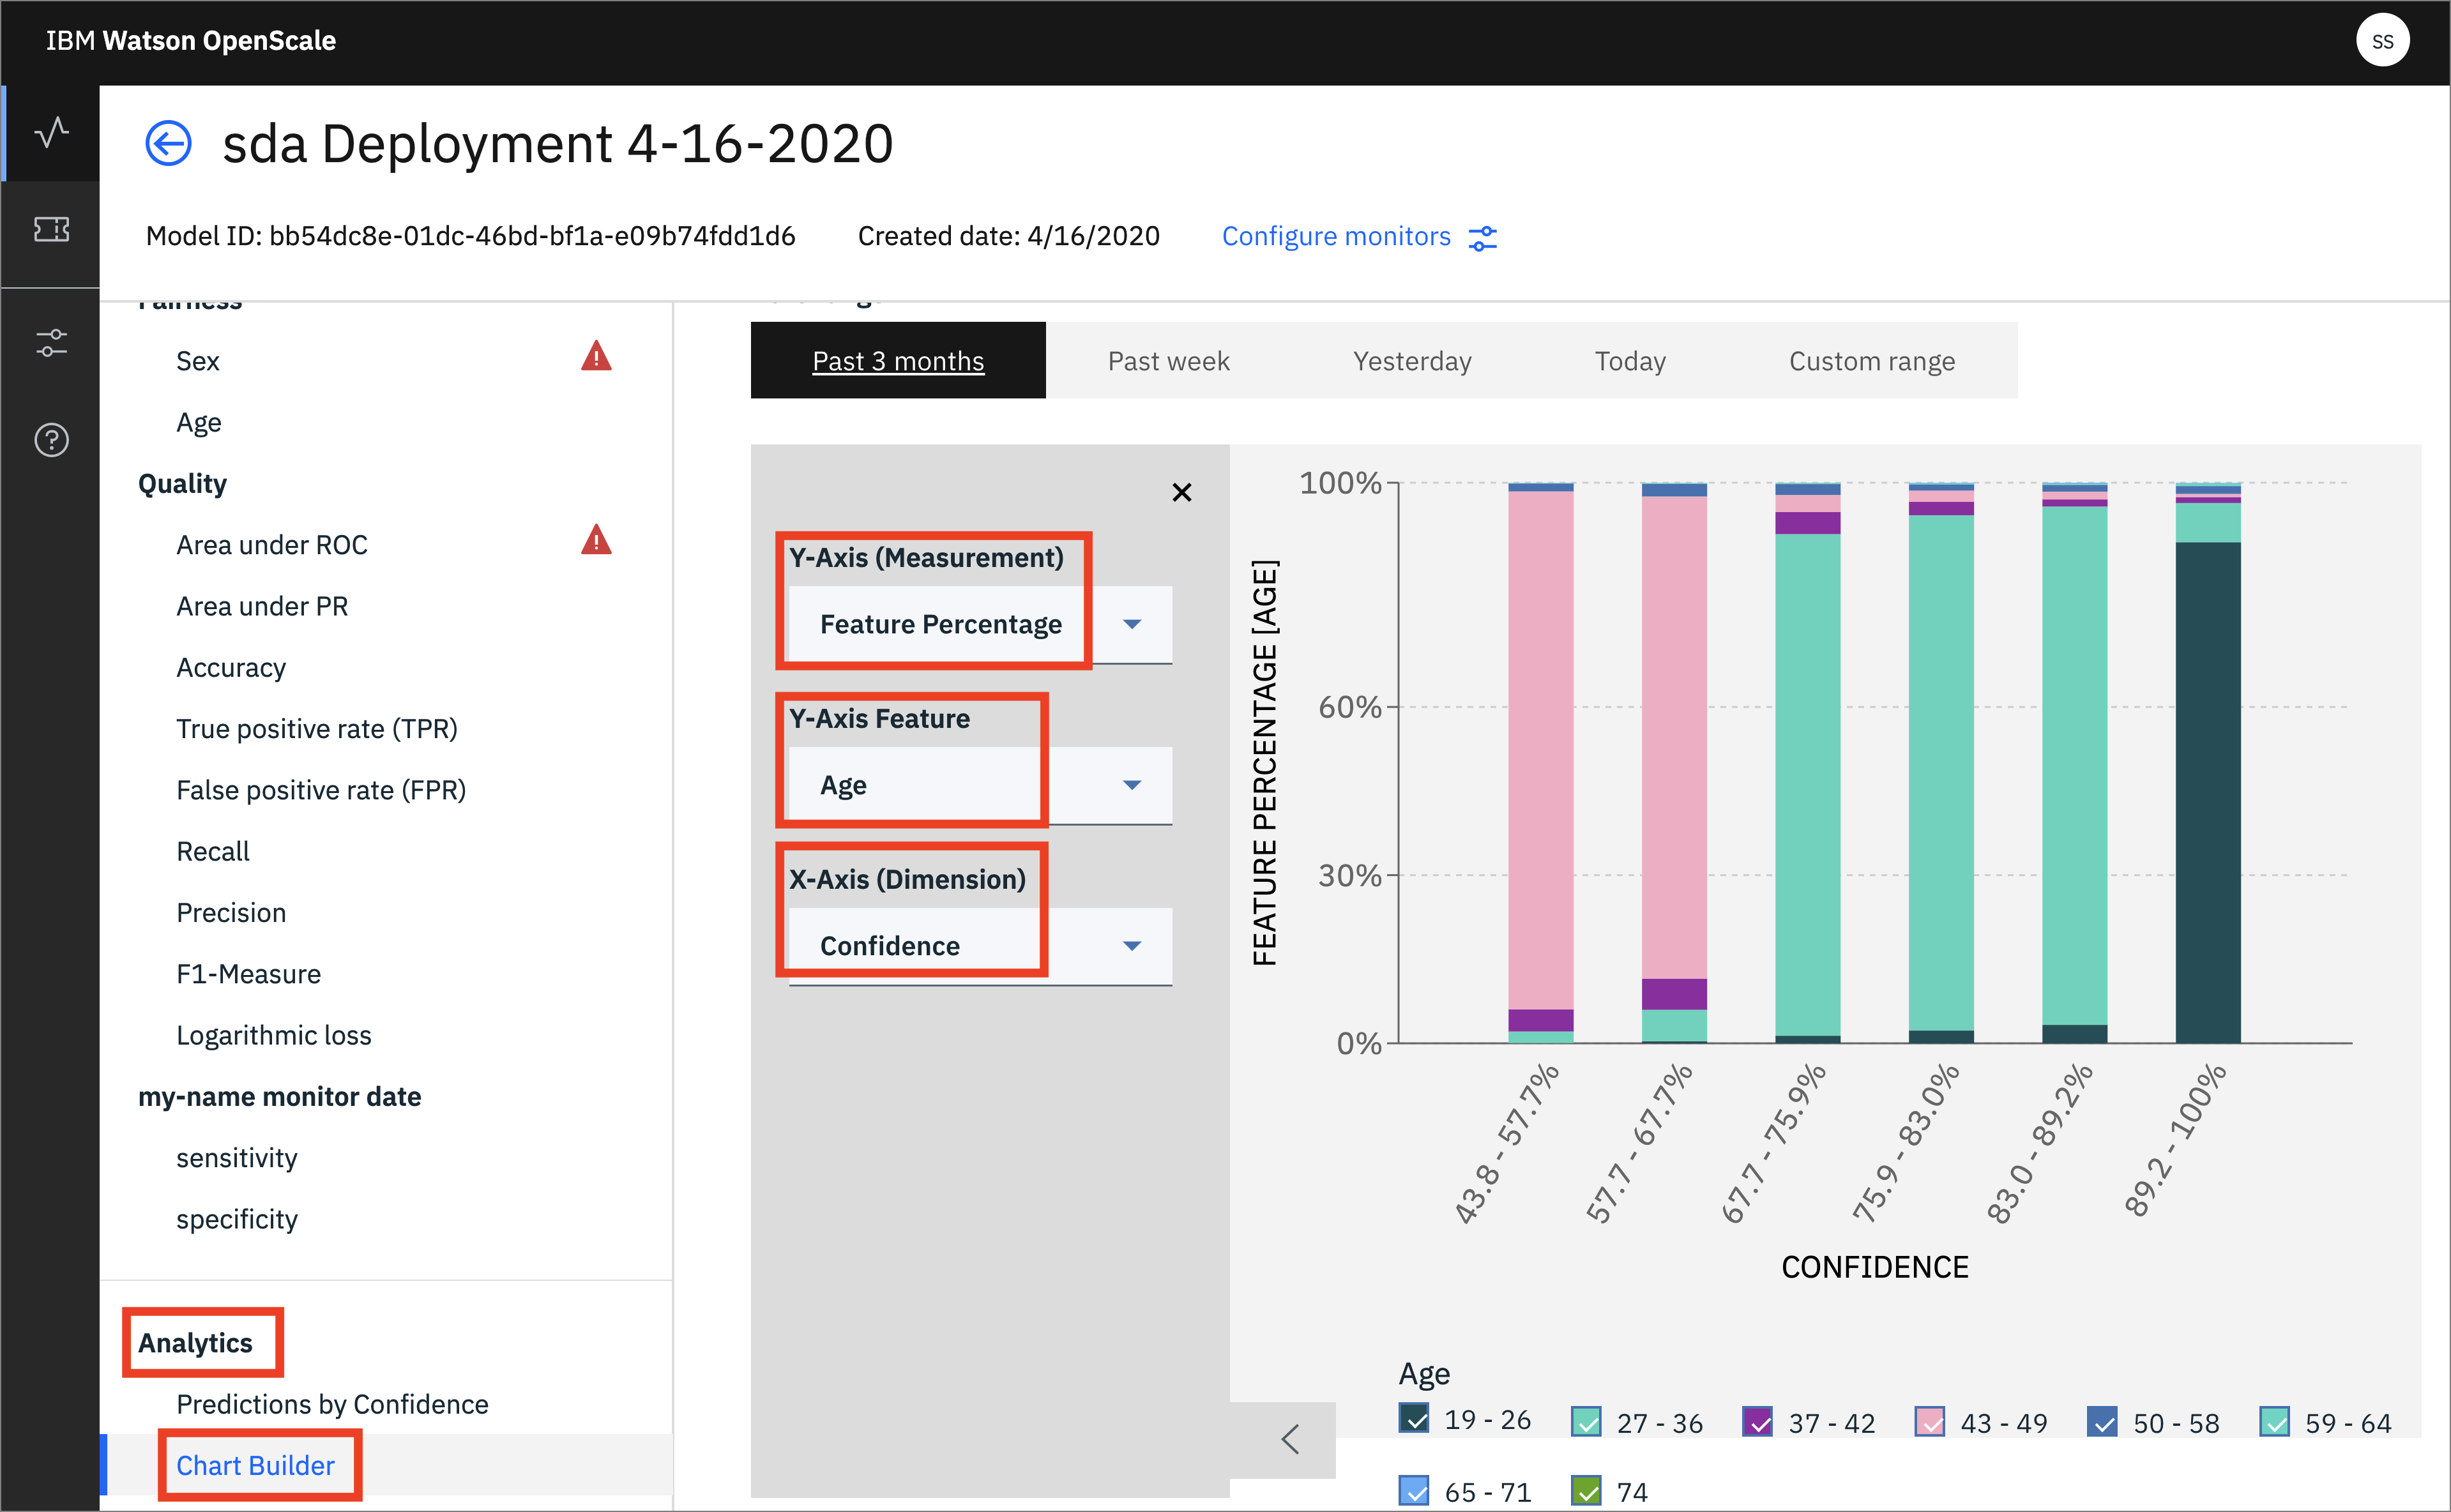 IBM Watson OpenScale
SS
sda Deployment 4-16-2020
Model ID: bb54dc8e-01dc-46bd-bf1a-e09b74fdd1d6 Created date: 4/16/2020 Configure monitors
Fairness
Sex
Age
Quality
Area under ROC
Area under PR
Accuracy
True positive rate (TPR)
False positive rate (FPR)
Recall
Precision
F1-Measure
Logarithmic loss
my-name monitor date
sensitivity
specificity
Analytics
Predictions by Confidence
Chart Builder
Past 3 months Past week Yesterday Today Custom range
Y-Axis (Measurement)
Feature Percentage
Y-Axis Feature
Age
X-Axis (Dimension)
Confidence
FEATURE PERCENTAGE [AGE]
100%
60%
30%
0%
43.8 - 57.7%
57.7 - 67.7%
67.7 - 75.9%
75.9 - 83.0%
83.0 - 89.2%
89.2 - 100%
CONFIDENCE
Age
19 - 26 27 - 36 37 - 42 43 - 49 50 - 58 59 - 64
65 - 71 74